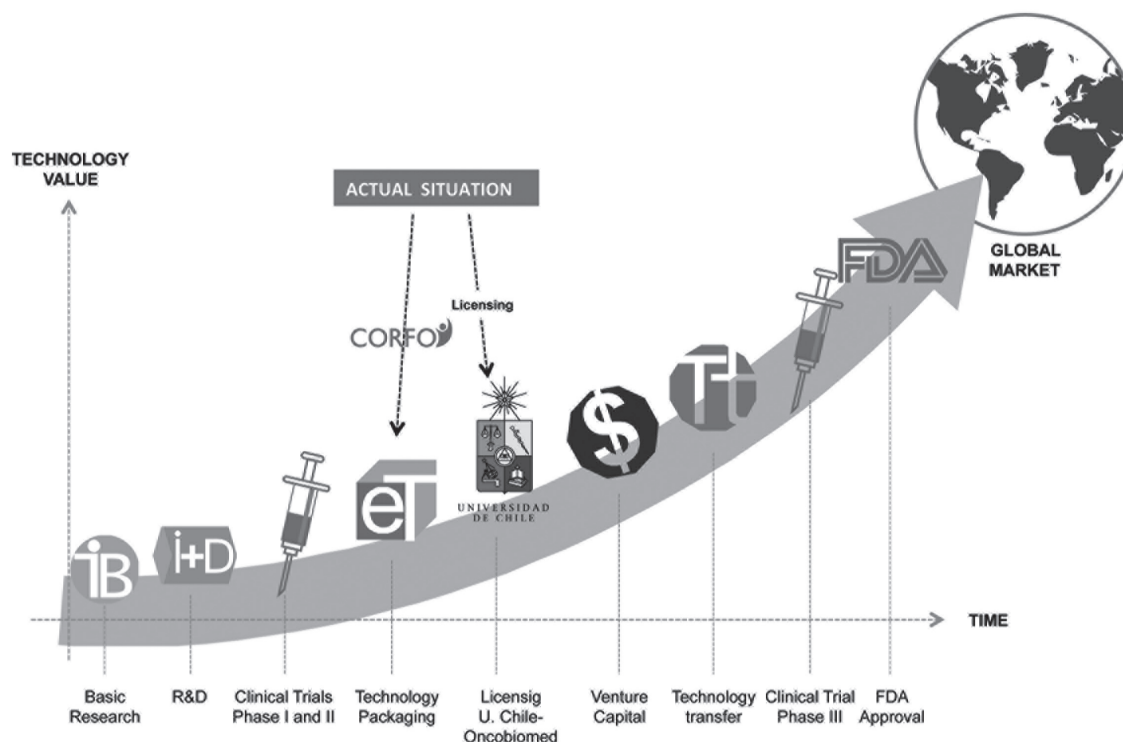 TECHNOLOGY
VALUE
ACTUAL SITUATION
Licensing
CORFO
GLOBAL
MARKET
FDA
Tt
$
UNIVERSIDAD
DE CHILE
eT
iB
i+D
TIME
Basic
Research
R&D
Clinical Trials
Phase I and II
Technology
Packaging
Licensig
U. Chile-
Oncobiomed
Venture
Capital
Technology
transfer
Clinical Trial
Phase III
FDA
Approval